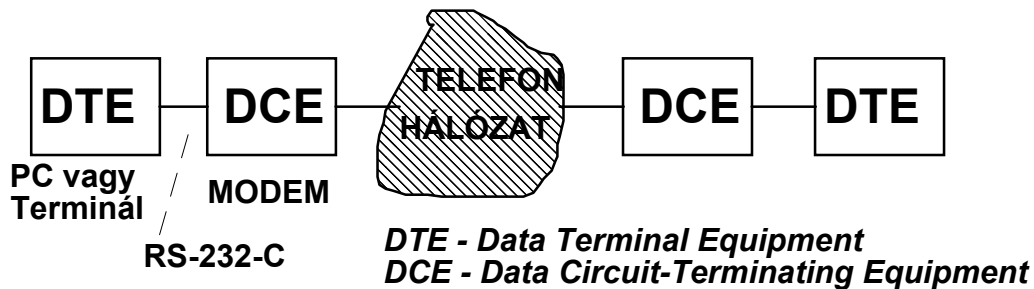 DTE
DCE
TELEFON
HÁLÓZAT
DCE
DTE
PC vagy
Terminál
MODEM
RS-232-C
DTE - Data Terminal Equipment
DCE - Data Circuit-Terminating Equipment